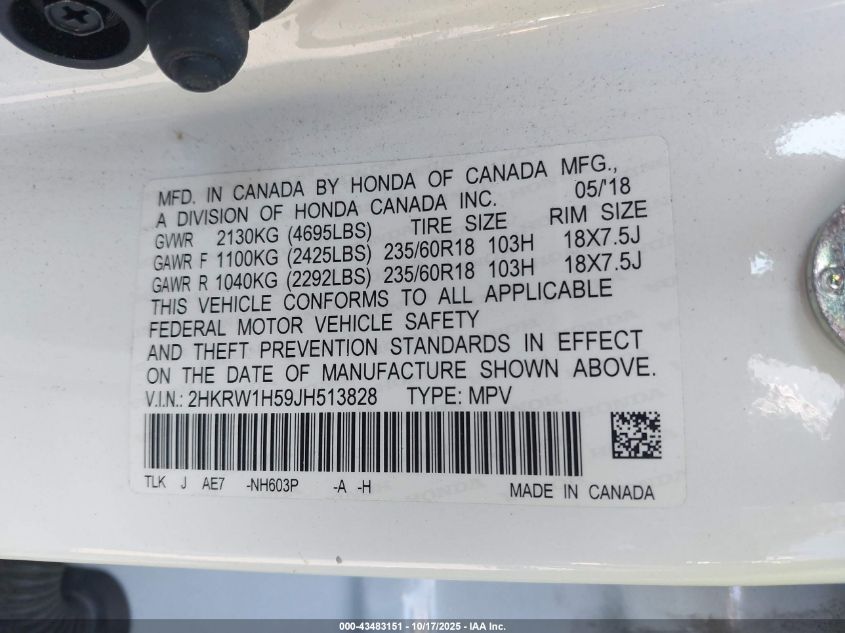 MFD. IN CANADA BY HONDA OF CANADA MFG.,
A DIVISION OF HONDA CANADA INC. 05/'18
GVWR 2130KG (4695LBS) TIRE SIZE RIM SIZE
GAWR F 1100KG (2425LBS) 235/60R18 103H 18X7.5J
GAWR R 1040KG (2292LBS) 235/60R18 103H 18X7.5J
THIS VEHICLE CONFORMS TO ALL APPLICABLE
FEDERAL MOTOR VEHICLE SAFETY
AND THEFT PREVENTION STANDARDS IN EFFECT
ON THE DATE OF MANUFACTURE SHOWN ABOVE.
V.I.N.: 2HKRW1H59JH513828 TYPE: MPV
TLK J AE7 -NH603P -A -H MADE IN CANADA
000-43483151 - 10/17/2025 - IAA Inc.